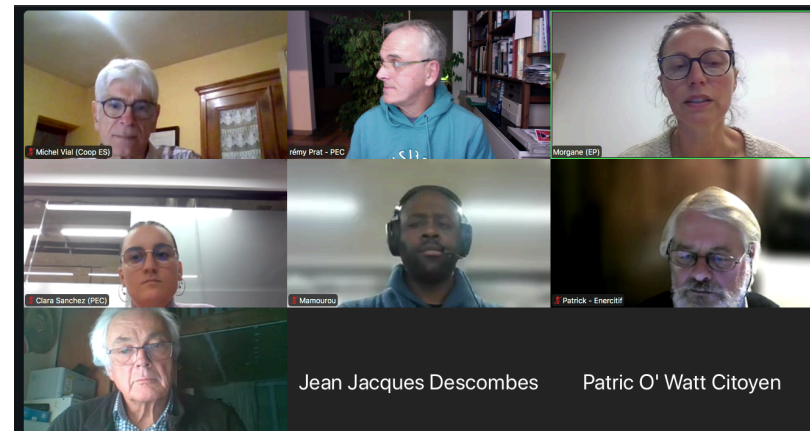 Michel Vial (Coop ES)
rémy Prat - PEC
Morgane (EP)
Clara Sanchez (PEC)
Mamourou
Patrick - Enercitif
Jean Jacques Descombes
Patric O' Watt Citoyen